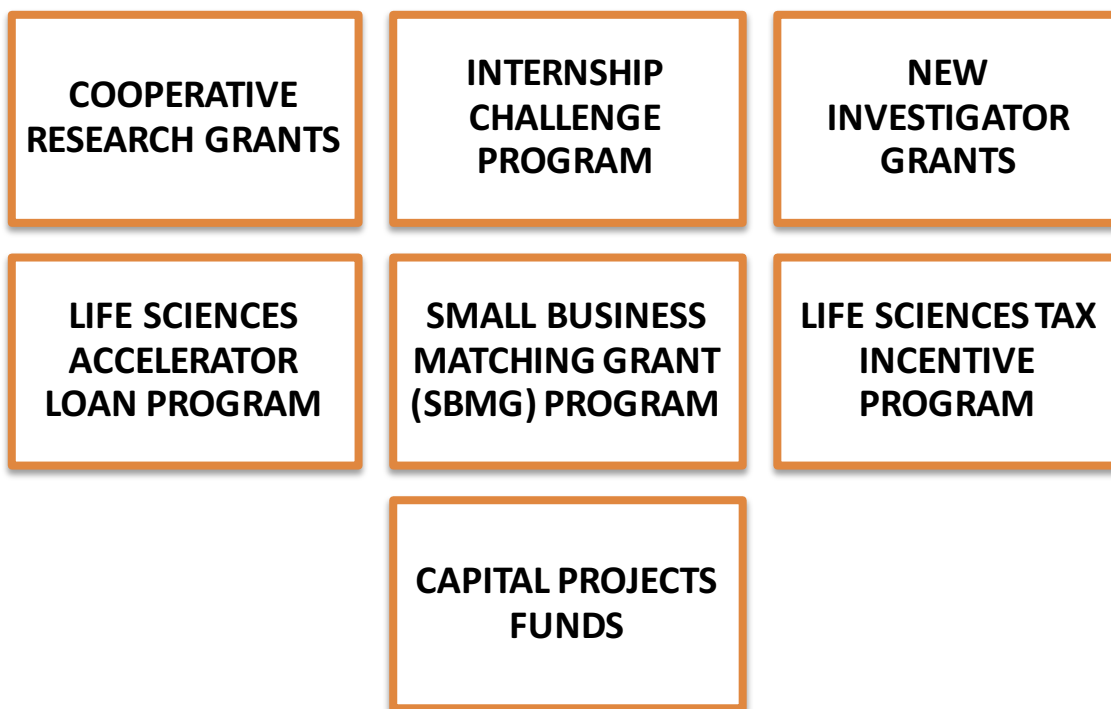 COOPERATIVE
RESEARCH GRANTS
INTERNSHIP
CHALLENGE
PROGRAM
NEW
INVESTIGATOR
GRANTS
LIFE SCIENCES
ACCELERATOR
LOAN PROGRAM
SMALL BUSINESS
MATCHING GRANT
(SBMG) PROGRAM
LIFE SCIENCES TAX
INCENTIVE
PROGRAM
CAPITAL PROJECTS
FUNDS